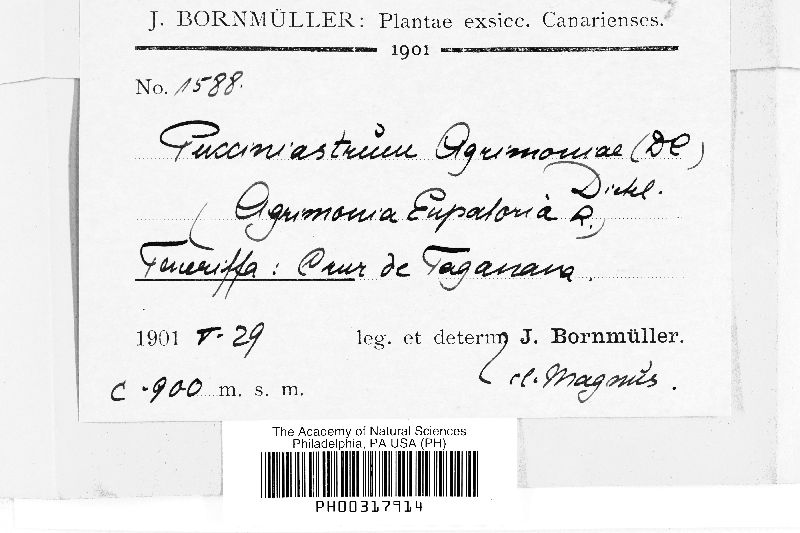 J. BORNMÜLLER: Plantae exsicc. Canarienses.
1901
No. 1588.
Pucciniastrum Agrimoniae (DC)
Dietel.
(Agrimonia Eupatoria L.)
Teneriffa: Cruz de Taganana.
1901 V. 29 leg. et determ. J. Bornmüller.
cl. Magnus.
c. 900 m. s. m.
The Academy of Natural Sciences
Philadelphia, PA USA (PH)
PH00317914